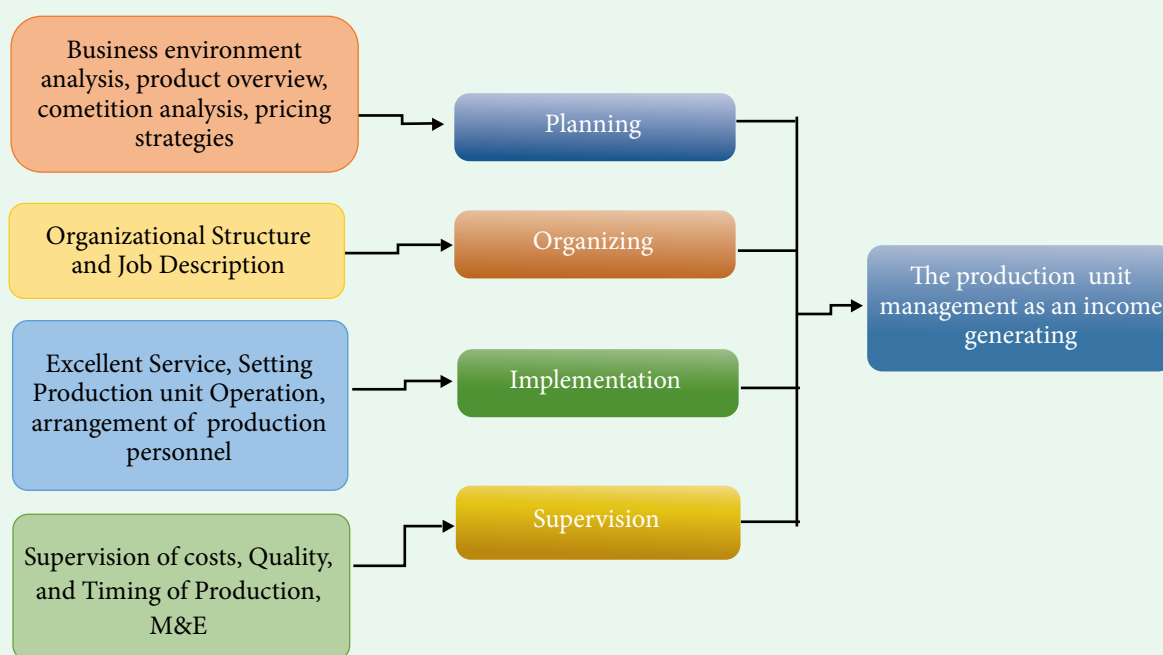 Business environment
analysis, product overview,
cometition analysis, pricing
strategies
Planning
Organizational Structure
and Job Description
Organizing
The production unit
management as an income
generating
Excellent Service, Setting
Production unit Operation,
arrangement of production
personnel
Implementation
Supervision of costs, Quality,
and Timing of Production,
M&E
Supervision